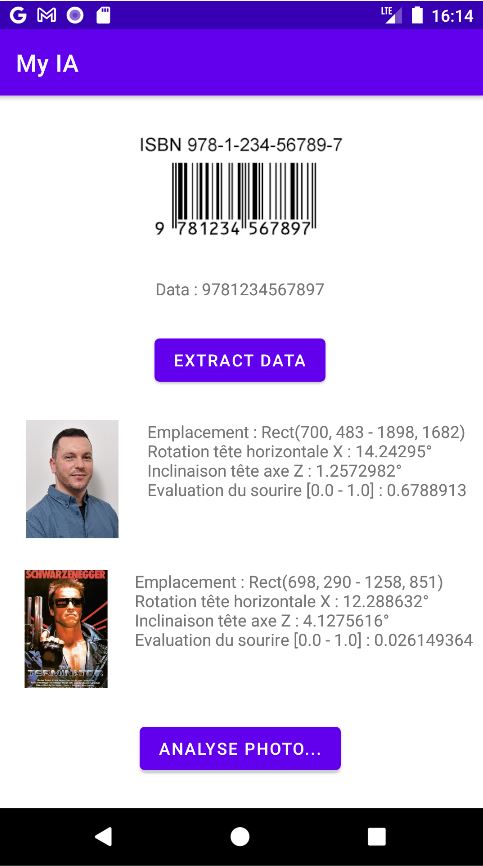 LTE 16:14
My IA
ISBN 978-1-234-56789-7
9 781234 567897
Data : 9781234567897
EXTRACT DATA
Emplacement : Rect(700, 483 - 1898, 1682)
Rotation tête horizontale X : 14.24295°
Inclinaison tête axe Z : 1.2572982°
Evaluation du sourire [0.0 - 1.0] : 0.6788913
SCHWARZENEGGER
TERMINATOR
Emplacement : Rect(698, 290 - 1258, 851)
Rotation tête horizontale X : 12.288632°
Inclinaison tête axe Z : 4.1275616°
Evaluation du sourire [0.0 - 1.0] : 0.026149364
ANALYSE PHOTO...